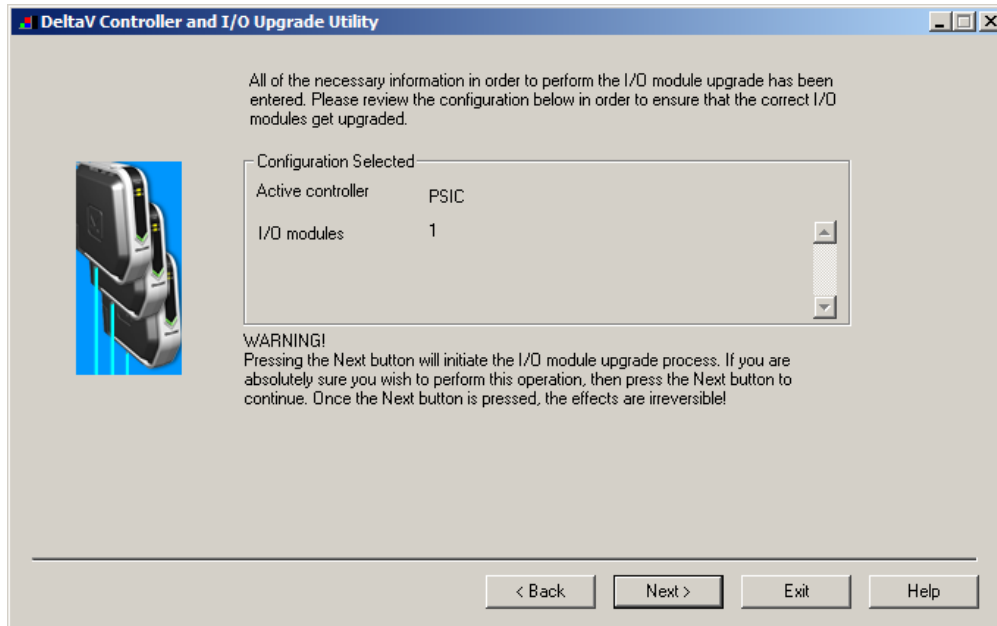 DeltaV Controller and I/O Upgrade Utility
All of the necessary information in order to perform the I/O module upgrade has been
entered. Please review the configuration below in order to ensure that the correct I/O
modules get upgraded.
Configuration Selected
Active controller PSIC
I/O modules 1
WARNING!
Pressing the Next button will initiate the I/O module upgrade process. If you are
absolutely sure you wish to perform this operation, then press the Next button to
continue. Once the Next button is pressed, the effects are irreversible!
< Back Next > Exit Help